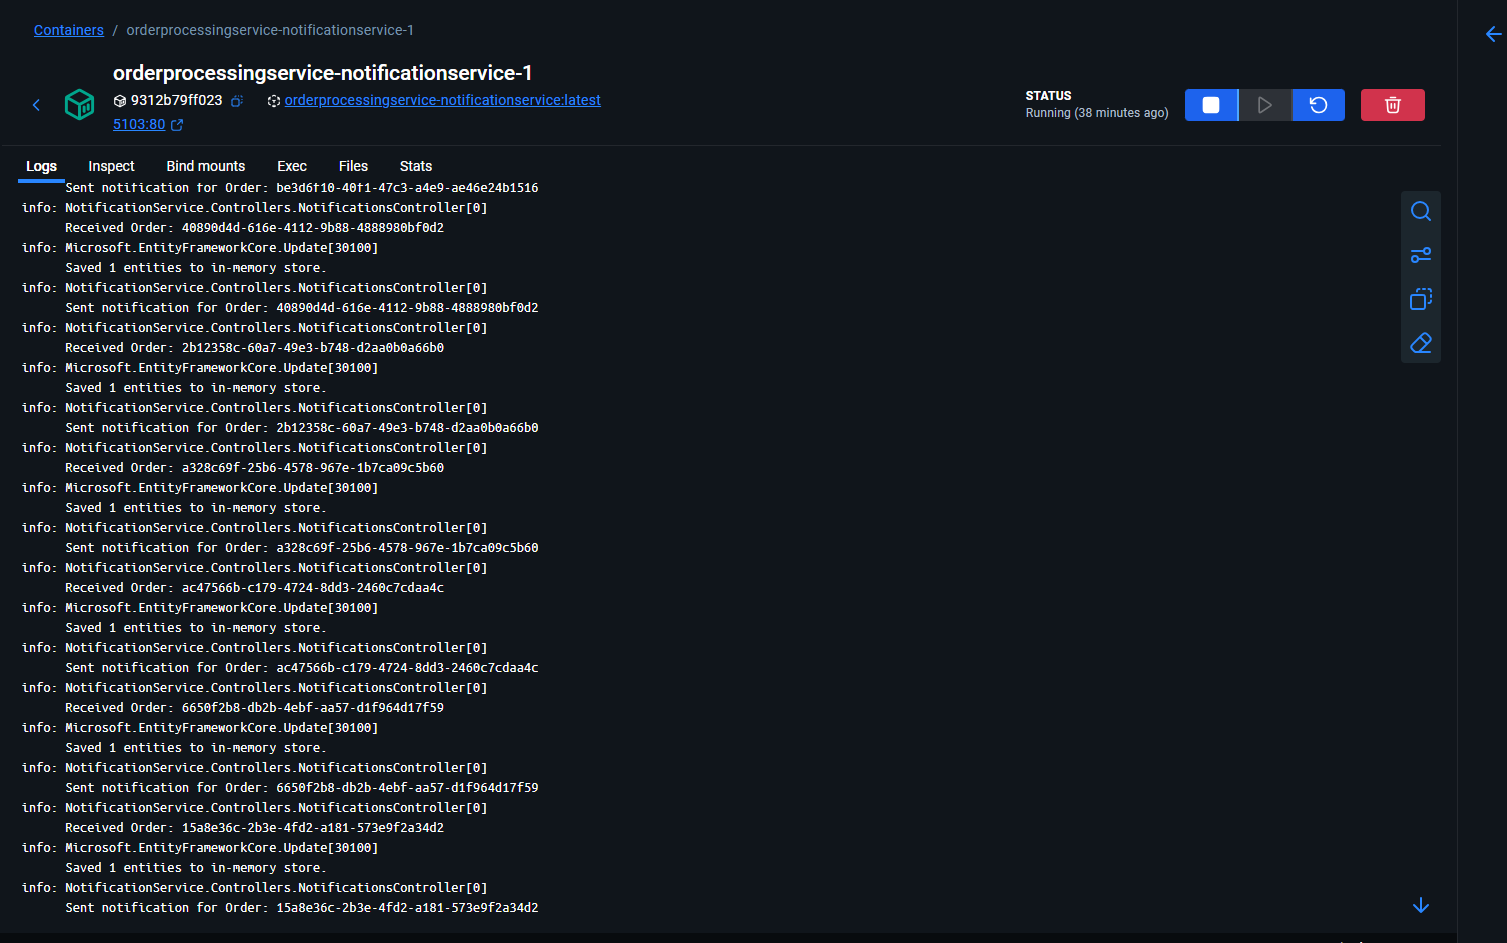 Containers / orderprocessingservice-notificationservice-1
orderprocessingservice-notificationservice-1
9312b79ff023 orderprocessingservice-notificationservice:latest
5103:80
STATUS
Running (38 minutes ago)
Logs Inspect Bind mounts Exec Files Stats
Sent notification for Order: be3d6f10-40f1-47c3-a4e9-ae46e24b1516
info: NotificationService.Controllers.NotificationsController[0]
Received Order: 40890d4d-616e-4112-9b88-4888980bf0d2
info: Microsoft.EntityFrameworkCore.Update[30100]
Saved 1 entities to in-memory store.
info: NotificationService.Controllers.NotificationsController[0]
Sent notification for Order: 40890d4d-616e-4112-9b88-4888980bf0d2
info: NotificationService.Controllers.NotificationsController[0]
Received Order: 2b12358c-60a7-49e3-b748-d2aa0b0a66b0
info: Microsoft.EntityFrameworkCore.Update[30100]
Saved 1 entities to in-memory store.
info: NotificationService.Controllers.NotificationsController[0]
Sent notification for Order: 2b12358c-60a7-49e3-b748-d2aa0b0a66b0
info: NotificationService.Controllers.NotificationsController[0]
Received Order: a328c69f-25b6-4578-967e-1b7ca09c5b60
info: Microsoft.EntityFrameworkCore.Update[30100]
Saved 1 entities to in-memory store.
info: NotificationService.Controllers.NotificationsController[0]
Sent notification for Order: a328c69f-25b6-4578-967e-1b7ca09c5b60
info: NotificationService.Controllers.NotificationsController[0]
Received Order: ac47566b-c179-4724-8dd3-2460c7cdaa4c
info: Microsoft.EntityFrameworkCore.Update[30100]
Saved 1 entities to in-memory store.
info: NotificationService.Controllers.NotificationsController[0]
Sent notification for Order: ac47566b-c179-4724-8dd3-2460c7cdaa4c
info: NotificationService.Controllers.NotificationsController[0]
Received Order: 6650f2b8-db2b-4ebf-aa57-d1f964d17f59
info: Microsoft.EntityFrameworkCore.Update[30100]
Saved 1 entities to in-memory store.
info: NotificationService.Controllers.NotificationsController[0]
Sent notification for Order: 6650f2b8-db2b-4ebf-aa57-d1f964d17f59
info: NotificationService.Controllers.NotificationsController[0]
Received Order: 15a8e36c-2b3e-4fd2-a181-573e9f2a34d2
info: Microsoft.EntityFrameworkCore.Update[30100]
Saved 1 entities to in-memory store.
info: NotificationService.Controllers.NotificationsController[0]
Sent notification for Order: 15a8e36c-2b3e-4fd2-a181-573e9f2a34d2